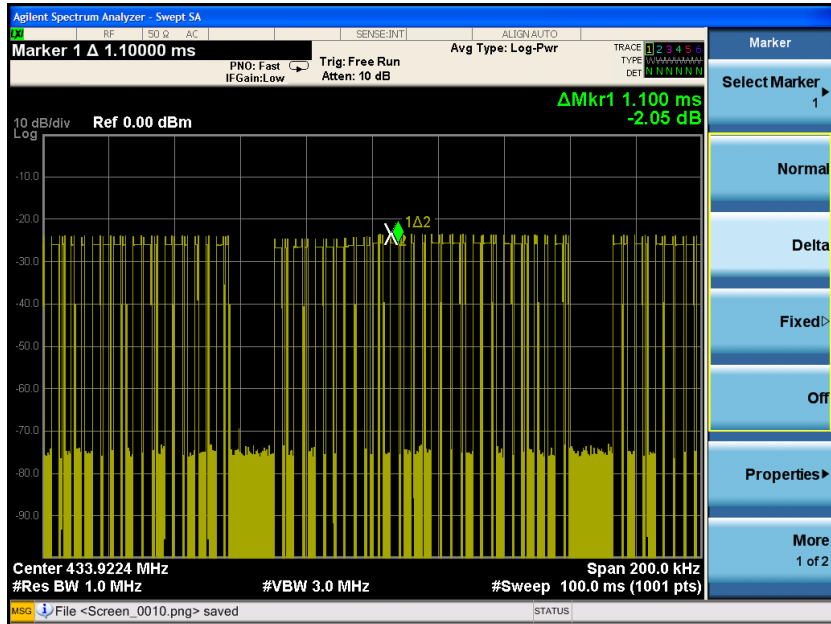 Agilent Spectrum Analyzer - Swept SA
LXI RF 50 Ω AC SENSE:INT ALIGN AUTO
Marker 1 Δ 1.10000 ms
PNO: Fast
IFGain:Low
Trig: Free Run
Atten: 10 dB
Avg Type: Log-Pwr
TRACE 1 2 3 4 5 6
TYPE
DET N N N N N N
ΔMkr1 1.100 ms
-2.05 dB
10 dB/div Ref 0.00 dBm
Log
-10.0
-20.0
-30.0
-40.0
-50.0
-60.0
-70.0
-80.0
-90.0
1Δ2
Center 433.9224 MHz
Span 200.0 kHz
#Res BW 1.0 MHz
#VBW 3.0 MHz
#Sweep 100.0 ms (1001 pts)
MSG File <Screen_0010.png> saved
STATUS
Marker
Select Marker
1
Normal
Delta
Fixed
Off
Properties
More
1 of 2